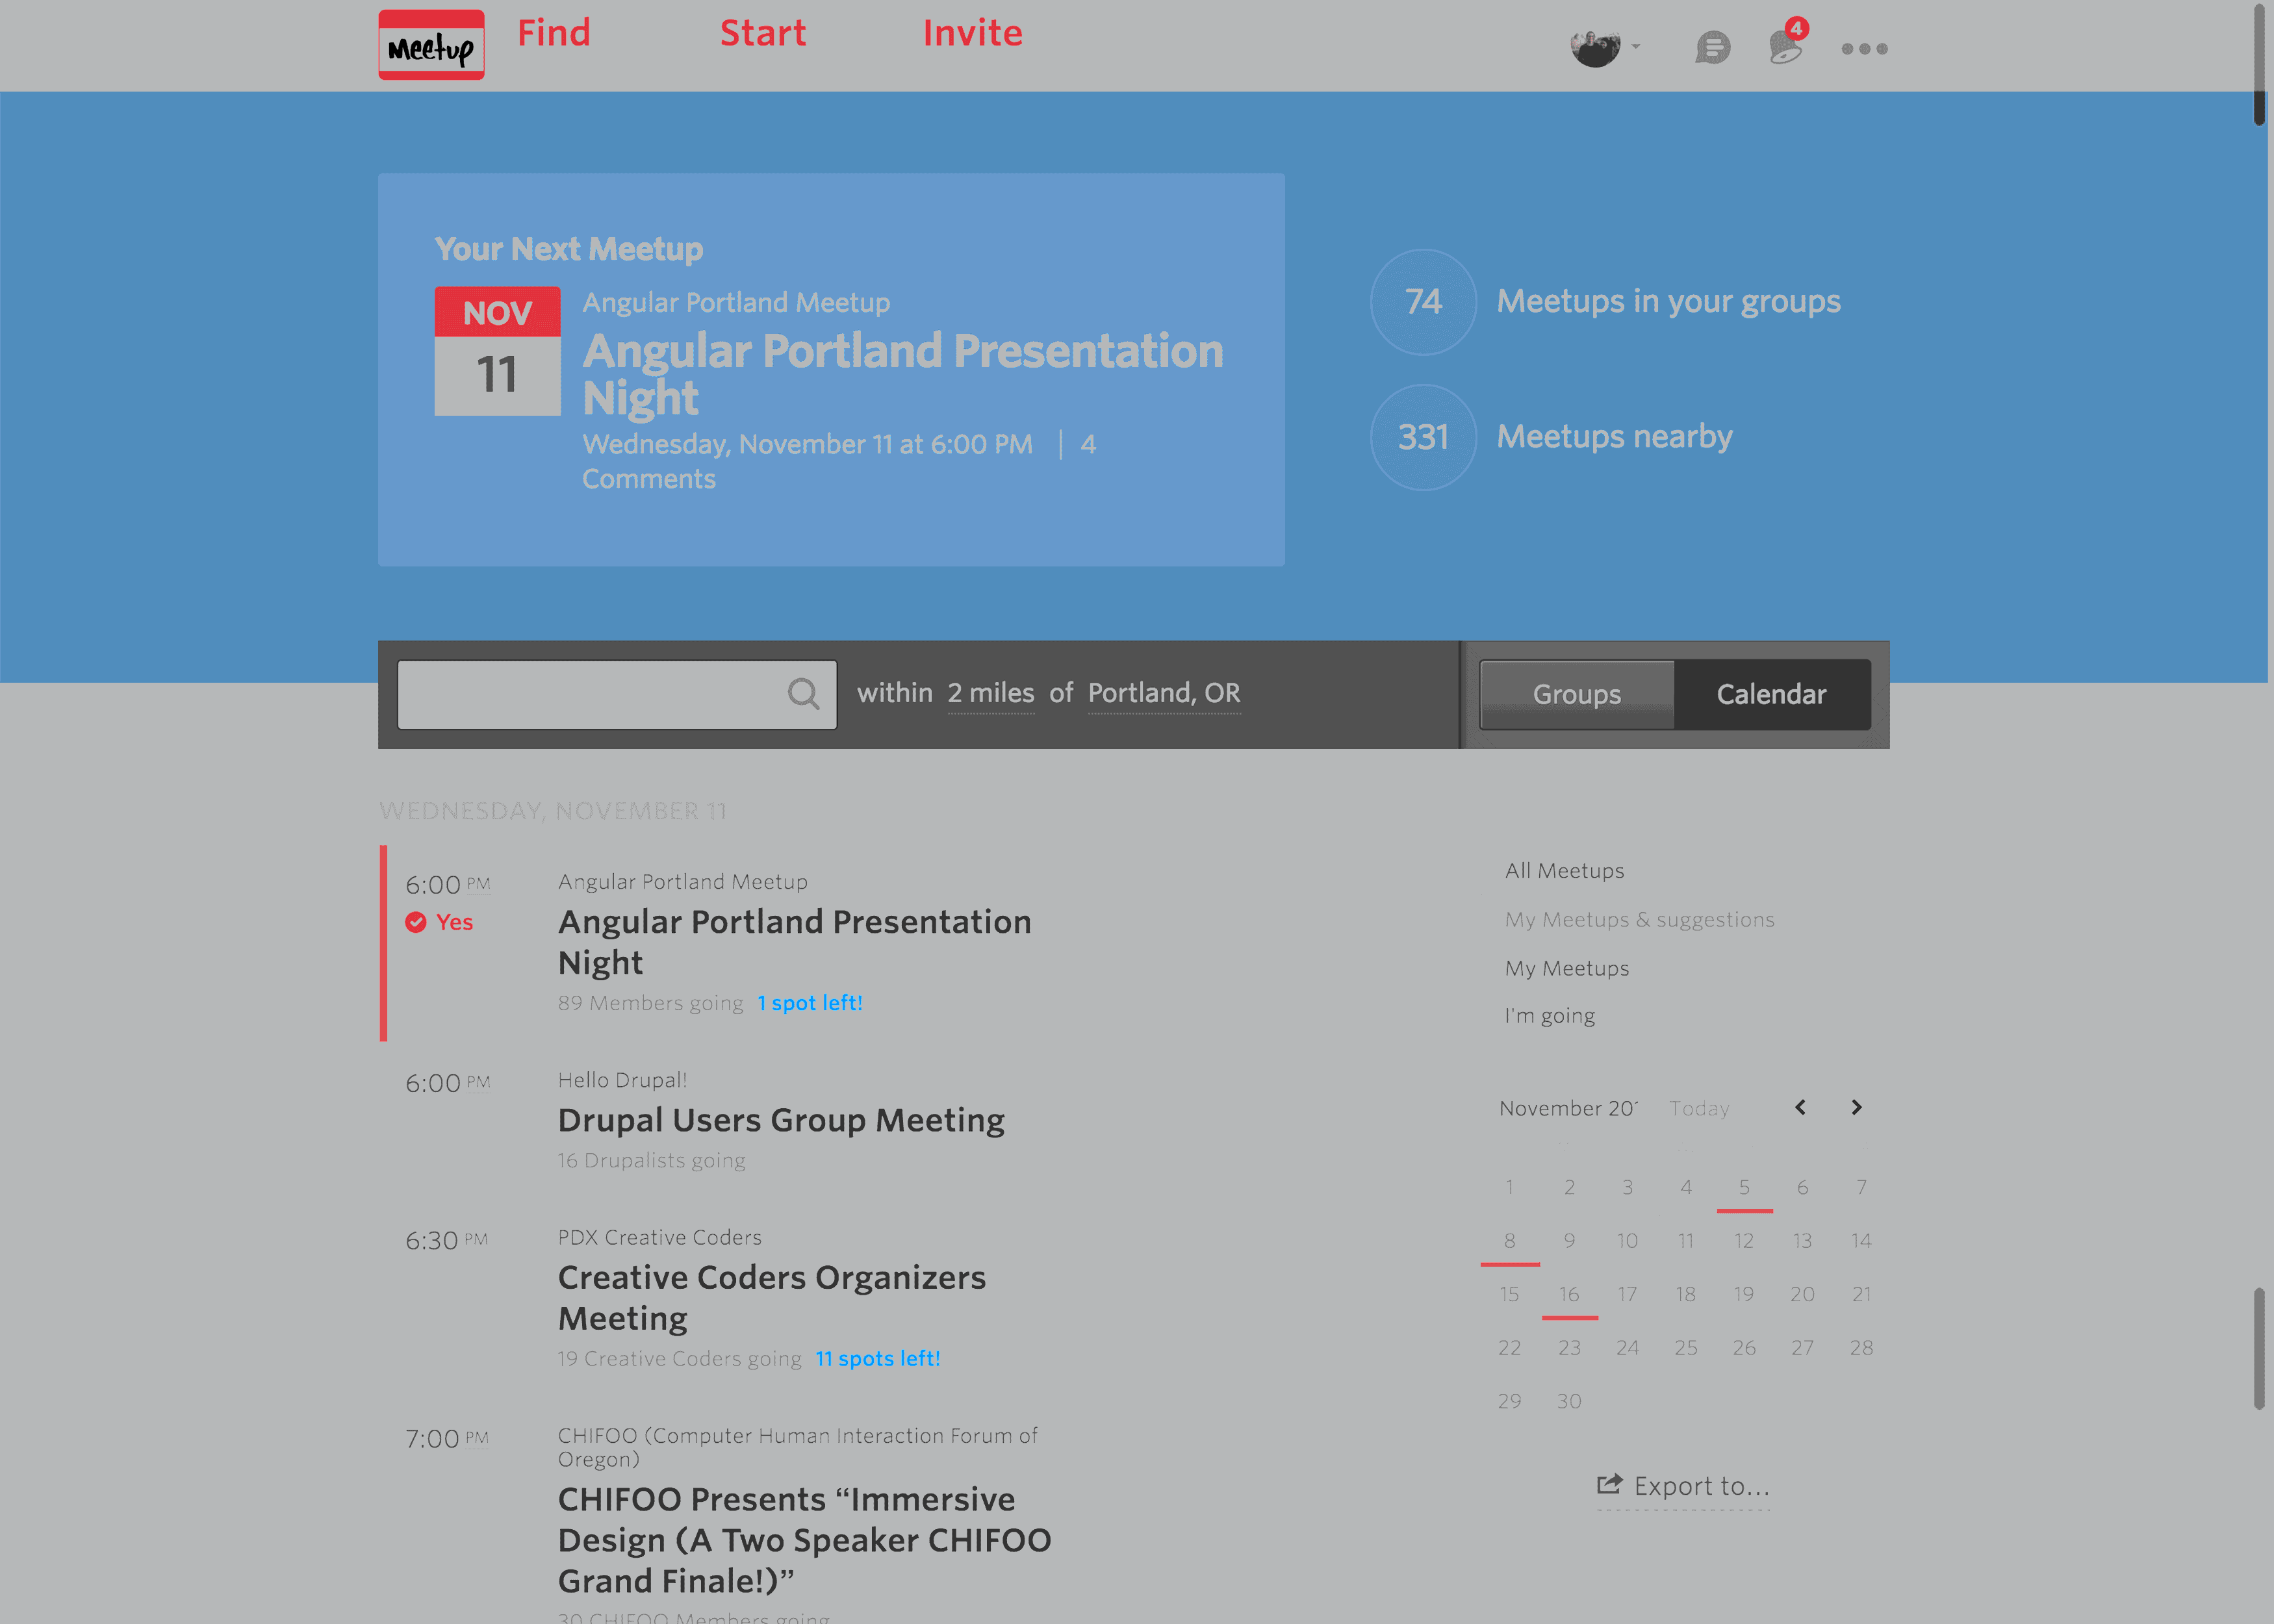 Meetup
Find Start Invite
4
Your Next Meetup
NOV
11
Angular Portland Meetup
Angular Portland Presentation
Night
Wednesday, November 11 at 6:00 PM | 4
Comments
74 Meetups in your groups
331 Meetups nearby
within 2 miles of Portland, OR
Groups Calendar
WEDNESDAY, NOVEMBER 11
6:00 PM
Yes
Angular Portland Meetup
Angular Portland Presentation
Night
89 Members going 1 spot left!
6:00 PM
Hello Drupal!
Drupal Users Group Meeting
16 Drupalists going
6:30 PM
PDX Creative Coders
Creative Coders Organizers
Meeting
19 Creative Coders going 11 spots left!
7:00 PM
CHIFOO (Computer Human Interaction Forum of
Oregon)
CHIFOO Presents “Immersive
Design (A Two Speaker CHIFOO
Grand Finale!)”
30 CHIFOO Members going
All Meetups
My Meetups & suggestions
My Meetups
I'm going
November 20 Today
1 2 3 4 5 6 7
8 9 10 11 12 13 14
15 16 17 18 19 20 21
22 23 24 25 26 27 28
29 30
Export to...